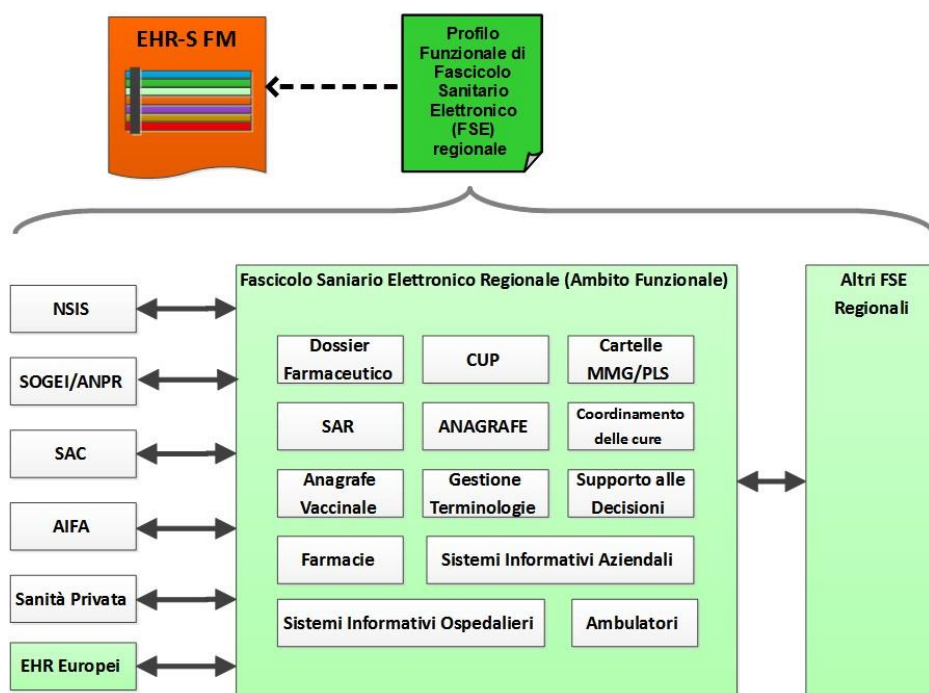 EHR-S FM
Profilo
Funzionale di
Fascicolo
Sanitario
Elettronico
(FSE)
regionale
Fascicolo Saniario Elettronico Regionale (Ambito Funzionale)
Altri FSE
Regionali
NSIS
SOGEI/ANPR
SAC
AIFA
Sanità Privata
EHR Europei
Dossier
Farmaceutico
CUP
Cartelle
MMG/PLS
SAR
ANAGRAFE
Coordinamento
delle cure
Anagrafe
Vaccinale
Gestione
Terminologie
Supporto alle
Decisioni
Farmacie
Sistemi Informativi Aziendali
Sistemi Informativi Ospedalieri
Ambulatori